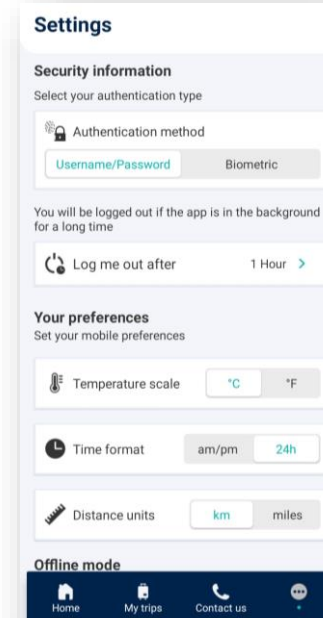 Settings
Security information
Select your authentication type
Authentication method
Username/Password Biometric
You will be logged out if the app is in the background
for a long time
Log me out after 1 Hour
Your preferences
Set your mobile preferences
Temperature scale °C °F
Time format am/pm 24h
Distance units km miles
Offline mode
Home My trips Contact us